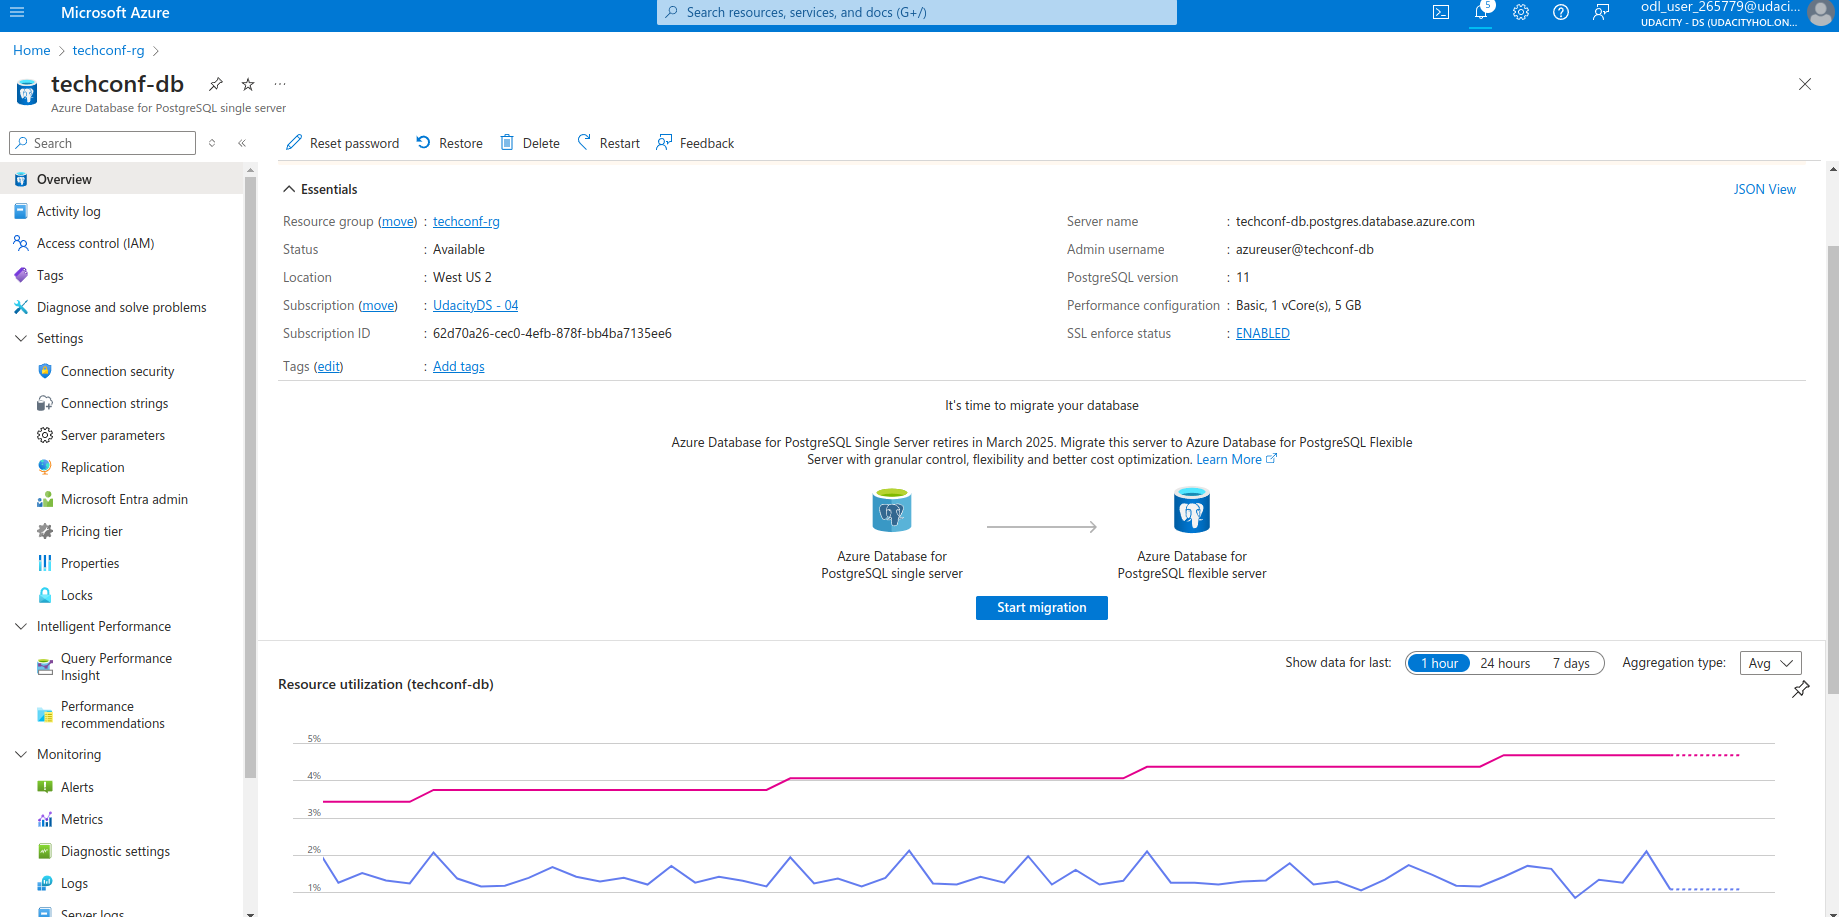 Microsoft Azure
Search resources, services, and docs (G+/)
5
odl_user_265779@udaci...
UDACITY - DS (UDACITYHOL.ON...
Home > techconf-rg >
techconf-db
Azure Database for PostgreSQL single server
Search
Reset password Restore Delete Restart Feedback
Overview
Activity log
Access control (IAM)
Tags
Diagnose and solve problems
Settings
Connection security
Connection strings
Server parameters
Replication
Microsoft Entra admin
Pricing tier
Properties
Locks
Intelligent Performance
Query Performance
Insight
Performance
recommendations
Monitoring
Alerts
Metrics
Diagnostic settings
Logs
Server logs
Essentials
JSON View
Resource group (move) : techconf-rg
Status : Available
Location : West US 2
Subscription (move) : UdacityDS - 04
Subscription ID : 62d70a26-cec0-4efb-878f-bb4ba7135ee6
Tags (edit) : Add tags
Server name : techconf-db.postgres.database.azure.com
Admin username : azureuser@techconf-db
PostgreSQL version : 11
Performance configuration : Basic, 1 vCore(s), 5 GB
SSL enforce status : ENABLED
It's time to migrate your database
Azure Database for PostgreSQL Single Server retires in March 2025. Migrate this server to Azure Database for PostgreSQL Flexible
Server with granular control, flexibility and better cost optimization. Learn More
Azure Database for
PostgreSQL single server
Azure Database for
PostgreSQL flexible server
Start migration
Show data for last: 1 hour 24 hours 7 days Aggregation type: Avg
Resource utilization (techconf-db)
5%
4%
3%
2%
1%